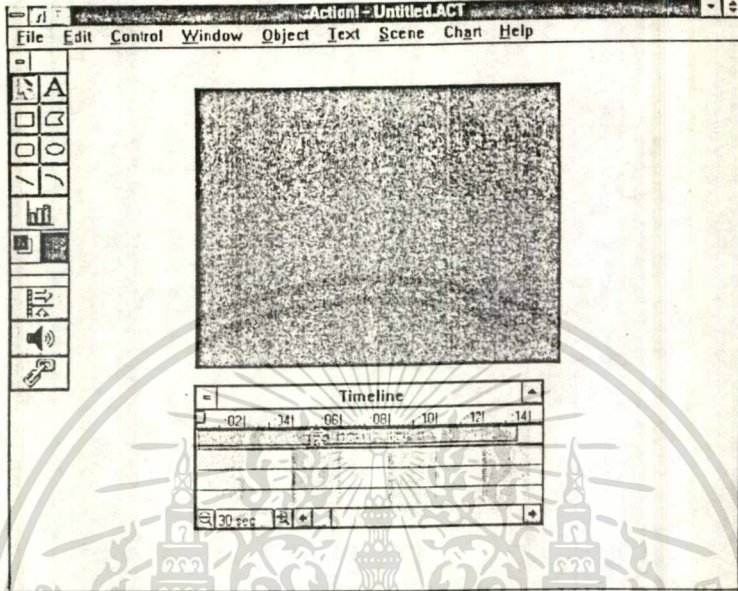 Action! - Untitled.ACT
File Edit Control Window Object Text Scene Chart Help
A
Timeline
:02| :04| :06| :08| :10| :12| :14|
30 sec